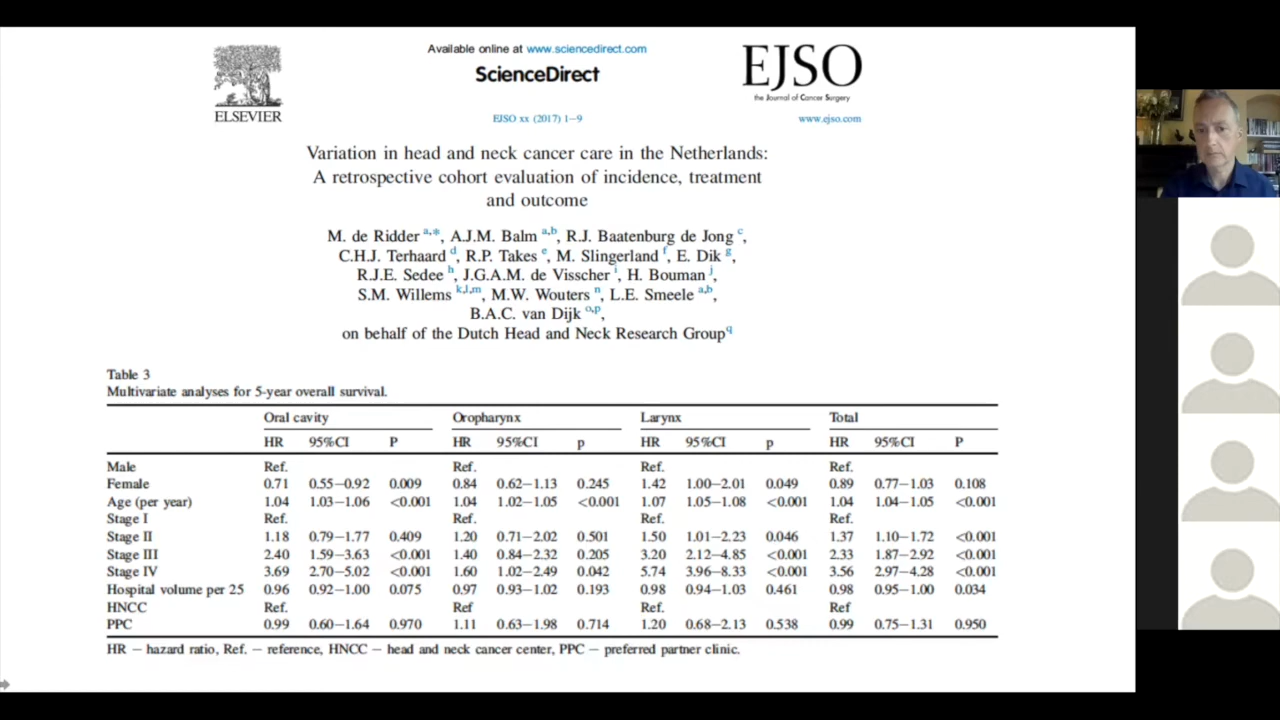 Available online at www.sciencedirect.com
ScienceDirect
EJSO
the Journal of Cancer Surgery
ELSEVIER
EJSO xx (2017) 1–9
www.ejso.com
Variation in head and neck cancer care in the Netherlands:
A retrospective cohort evaluation of incidence, treatment
and outcome
M. de Ridder a,*, A.J.M. Balm a,b, R.J. Baatenburg de Jong c,
C.H.J. Terhaard d, R.P. Takes e, M. Slingerland f, E. Dik g,
R.J.E. Sedee h, J.G.A.M. de Visscher i, H. Bouman j,
S.M. Willems k,l,m, M.W. Wouters n, L.E. Smeele a,b,
B.A.C. van Dijk o,p,
on behalf of the Dutch Head and Neck Research Group q
Table 3
Multivariate analyses for 5-year overall survival.
Oral cavity Oropharynx Larynx Total
HR 95%CI P HR 95%CI p HR 95%CI p HR 95%CI P
Male Ref. Ref. Ref. Ref.
Female 0.71 0.55–0.92 0.009 0.84 0.62–1.13 0.245 1.42 1.00–2.01 0.049 0.89 0.77–1.03 0.108
Age (per year) 1.04 1.03–1.06 <0.001 1.04 1.02–1.05 <0.001 1.07 1.05–1.08 <0.001 1.04 1.04–1.05 <0.001
Stage I Ref. Ref. Ref. Ref.
Stage II 1.18 0.79–1.77 0.409 1.20 0.71–2.02 0.501 1.50 1.01–2.23 0.046 1.37 1.10–1.72 <0.001
Stage III 2.40 1.59–3.63 <0.001 1.40 0.84–2.32 0.205 3.20 2.12–4.85 <0.001 2.33 1.87–2.92 <0.001
Stage IV 3.69 2.70–5.02 <0.001 1.60 1.02–2.49 0.042 5.74 3.96–8.33 <0.001 3.56 2.97–4.28 <0.001
Hospital volume per 25 0.96 0.92–1.00 0.075 0.97 0.93–1.02 0.193 0.98 0.94–1.03 0.461 0.98 0.95–1.00 0.034
HNCC Ref. Ref Ref. Ref
PPC 0.99 0.60–1.64 0.970 1.11 0.63–1.98 0.714 1.20 0.68–2.13 0.538 0.99 0.75–1.31 0.950
HR – hazard ratio, Ref. – reference, HNCC – head and neck cancer center, PPC – preferred partner clinic.